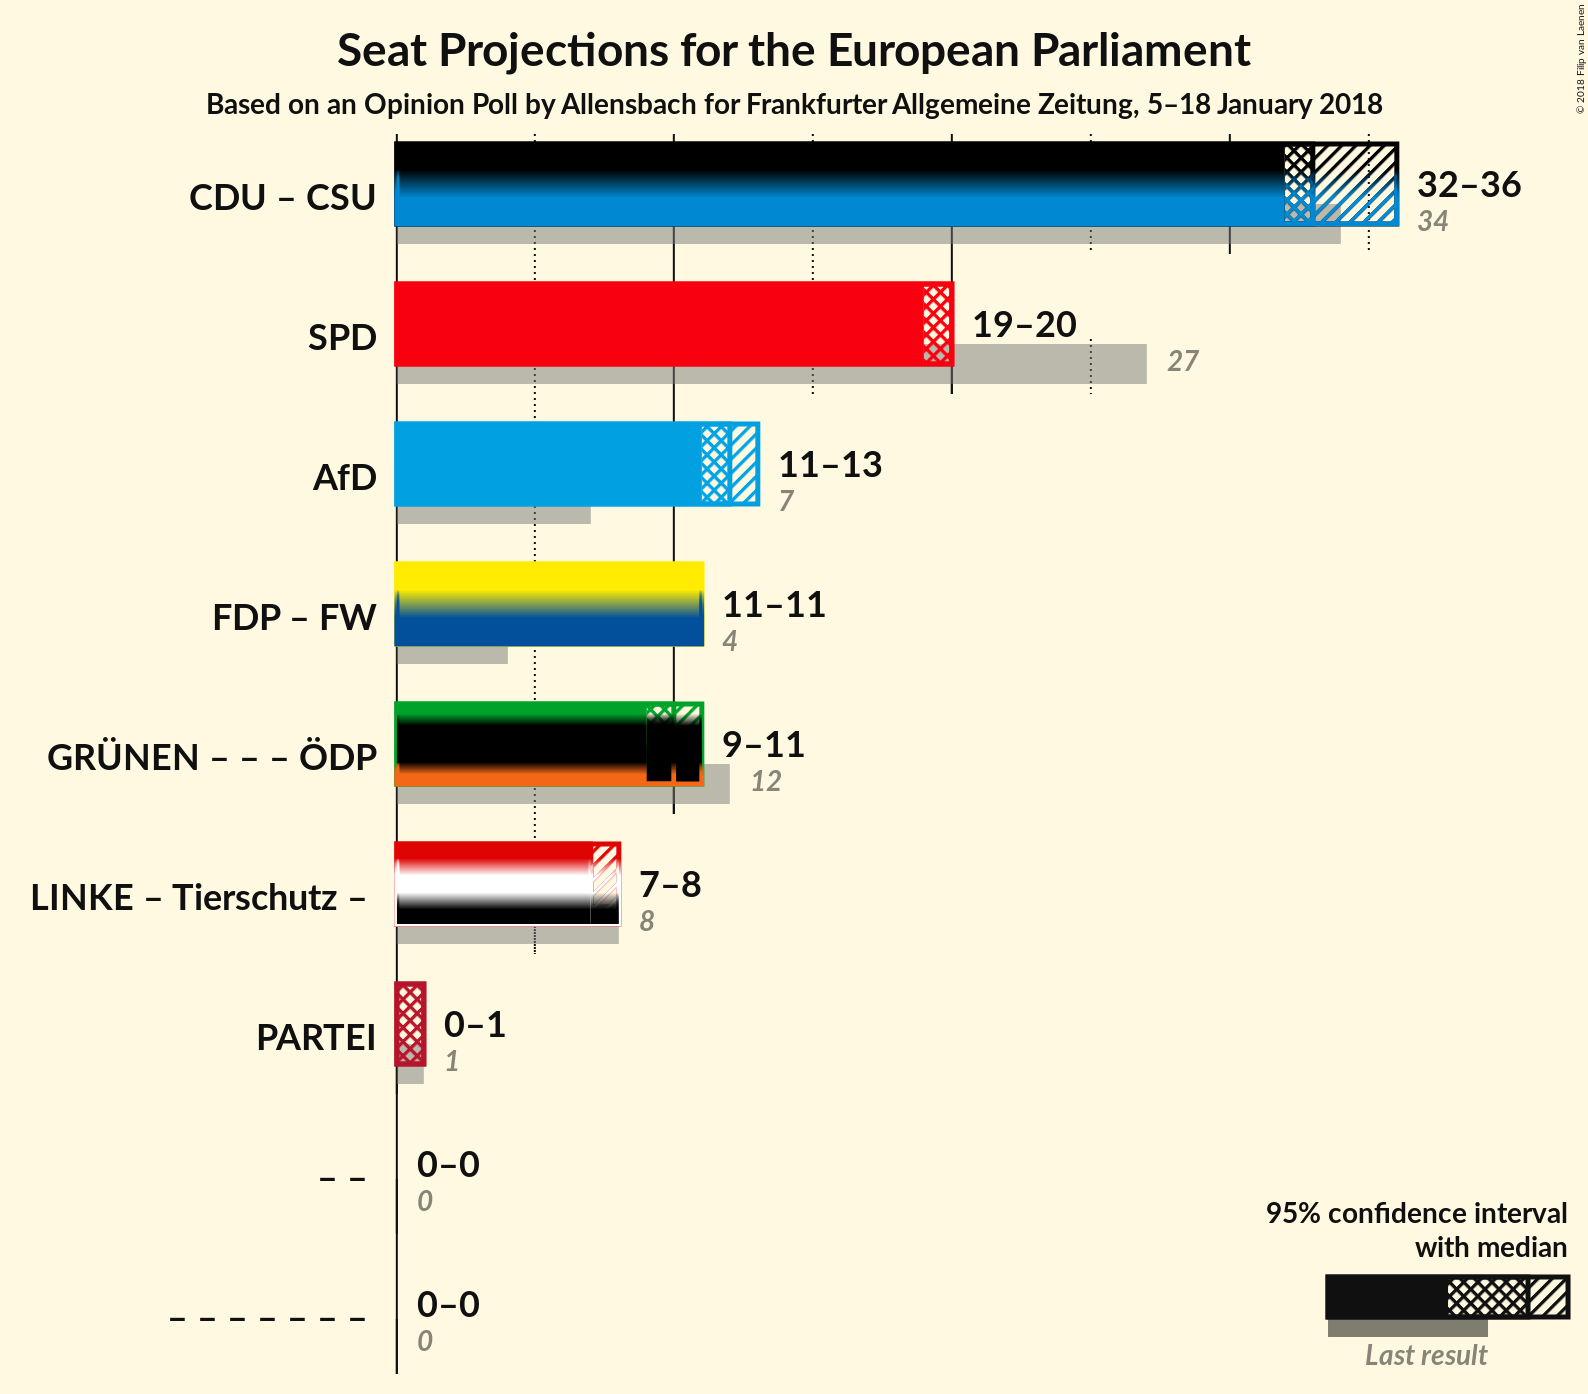 Seat Projections for the European Parliament
Based on an Opinion Poll by Allensbach for Frankfurter Allgemeine Zeitung, 5–18 January 2018
© 2018 Filip van Laenen
CDU – CSU
32–36
34
SPD
19–20
27
AfD
11–13
7
FDP – FW
11–11
4
GRÜNEN – – – ÖDP
9–11
12
LINKE – Tierschutz –
7–8
8
PARTEI
0–1
1
– –
0–0
0
– – – – – – –
0–0
0
95% confidence interval
with median
Last result